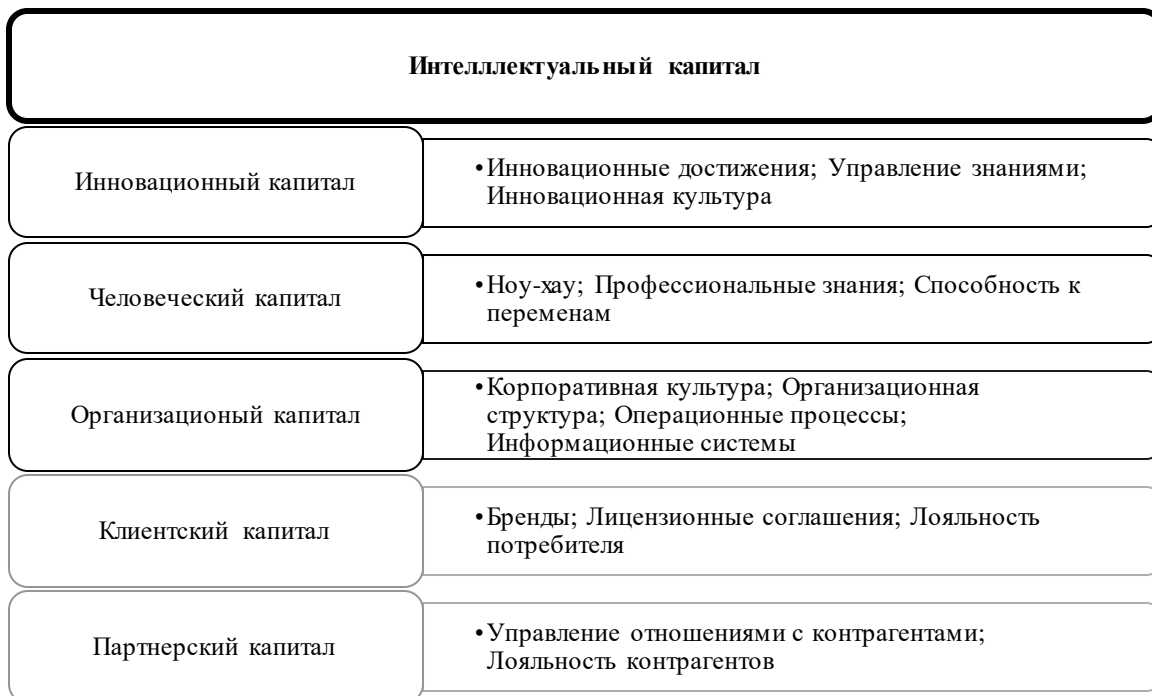 Интелллектуальный капитал
Инновационный капитал
•Инновационные достижения; Управление знаниями;
Инновационная культура
Человеческий капитал
•Ноу-хау; Профессиональные знания; Способность к
переменам
Организационый капитал
•Корпоративная культура; Организационная
структура; Операционные процессы;
Информационные системы
Клиентский капитал
•Бренды; Лицензионные соглашения; Лояльность
потребителя
Партнерский капитал
•Управление отношениями с контрагентами;
Лояльность контрагентов